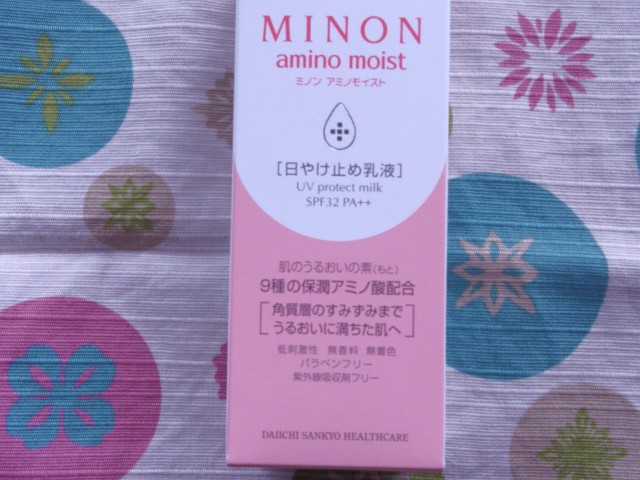 MINON
amino moist
ミノン アミノモイスト
[日やけ止め乳液]
UV protect milk
SPF32 PA++
肌のうるおいの素(もと)
9種の保潤アミノ酸配合
[角質層のすみずみまで
うるおいに満ちた肌へ]
低刺激性 無香料 無着色
パラベンフリー
紫外線吸収剤フリー
DAIICHI SANKYO HEALTHCARE